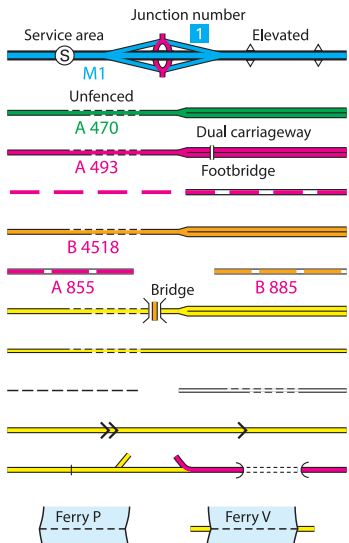 Junction number
Service area
1
Elevated
S
M1
Unfenced
A 470
Dual carriageway
A 493
Footbridge
B 4518
A 855
Bridge
B 885
Ferry P
Ferry V